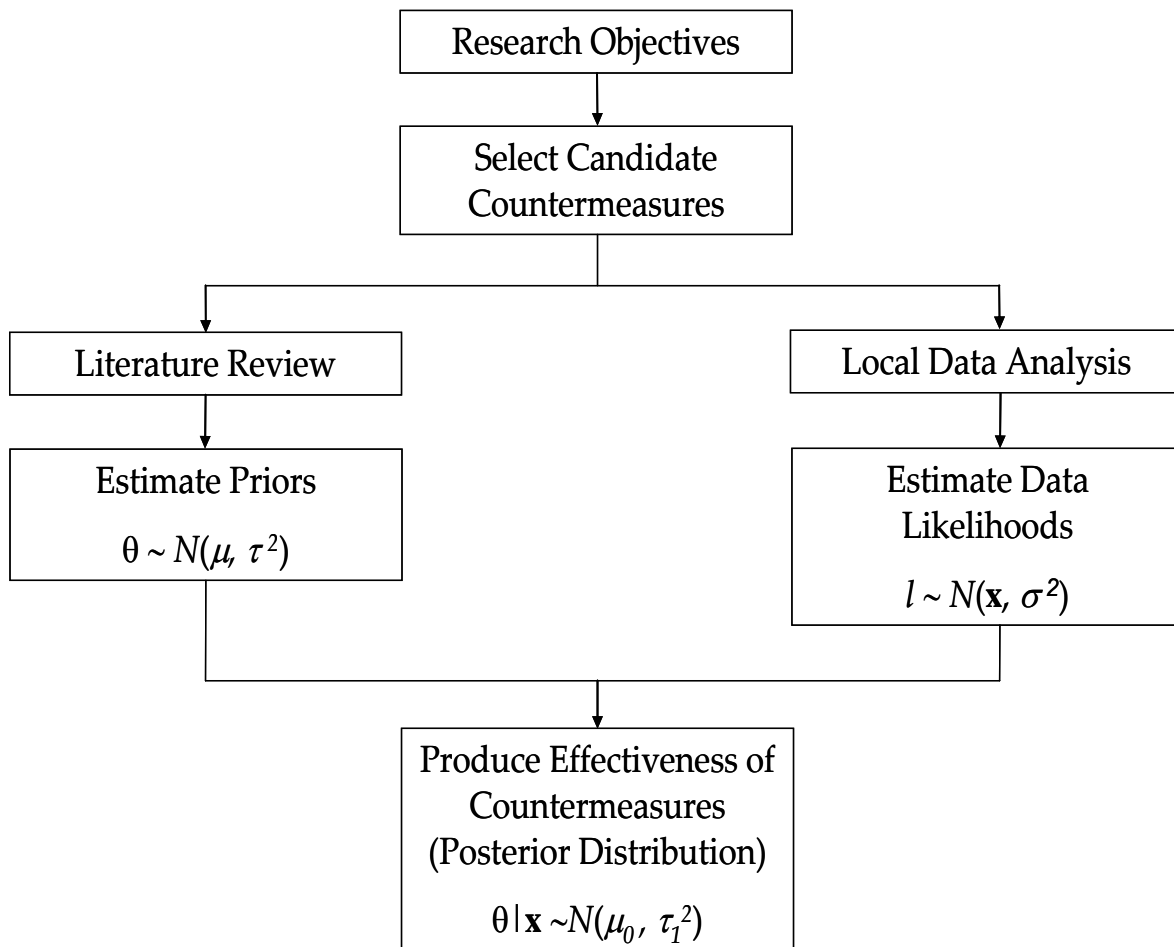 Research Objectives
Select Candidate
Countermeasures
Literature Review
Local Data Analysis
Estimate Priors
θ ~ N(μ, τ²)
Estimate Data
Likelihoods
l ~ N(x, σ²)
Produce Effectiveness of
Countermeasures
(Posterior Distribution)
θ|x ~N(μ₀, τ₁²)